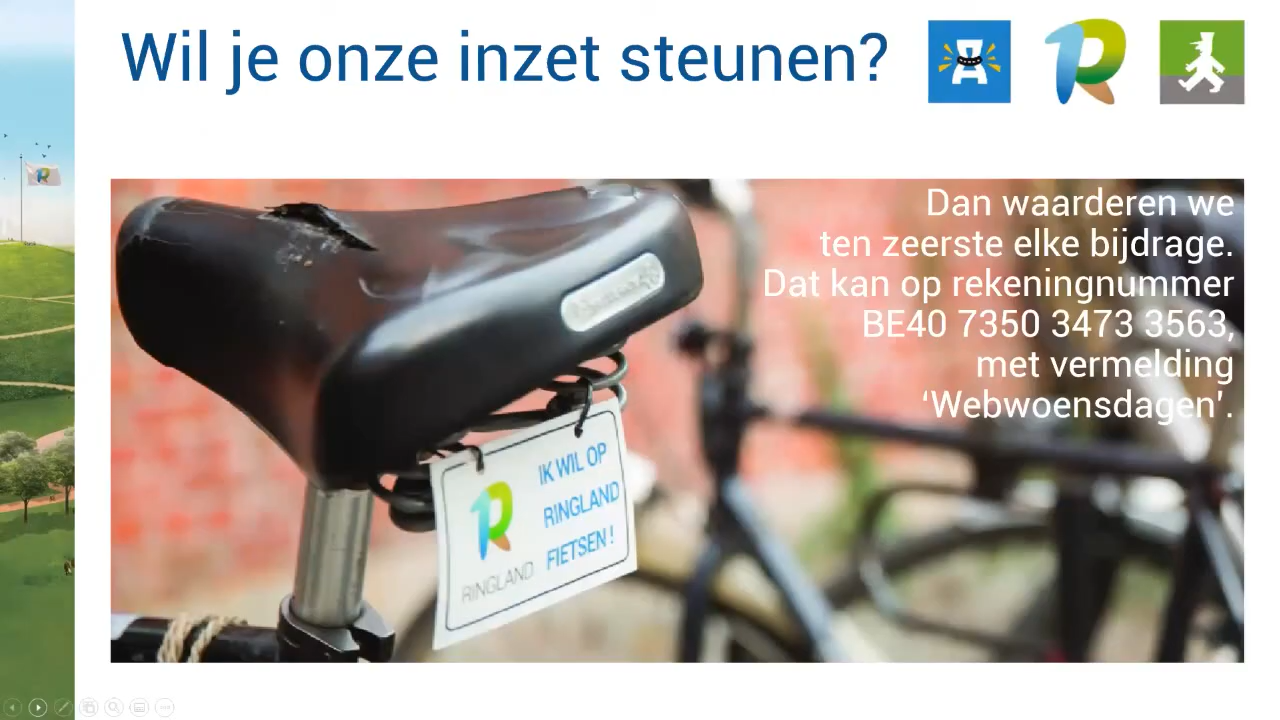 Wil je onze inzet steunen?
Dan waarderen we
ten zeerste elke bijdrage.
Dat kan op rekeningnummer
BE40 7350 3473 3563,
met vermelding
‘Webwoensdagen’.
IK WIL OP
RINGLAND
FIETSEN !
RINGLAND